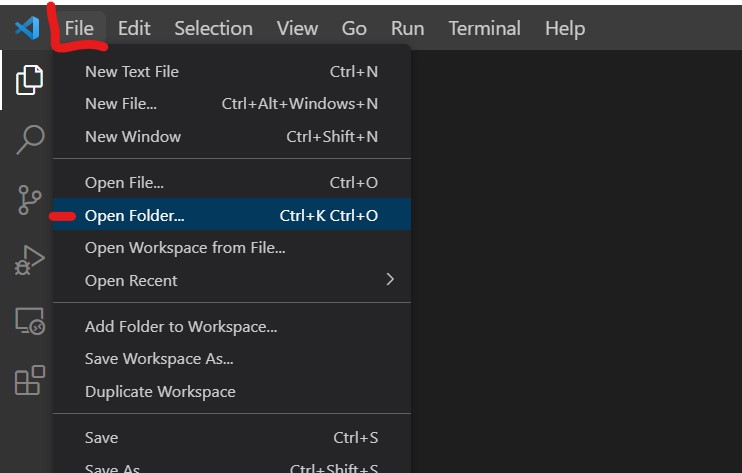 File Edit Selection View Go Run Terminal Help
New Text File Ctrl+N
New File... Ctrl+Alt+Windows+N
New Window Ctrl+Shift+N
Open File... Ctrl+O
Open Folder... Ctrl+K Ctrl+O
Open Workspace from File...
Open Recent
Add Folder to Workspace...
Save Workspace As...
Duplicate Workspace
Save Ctrl+S
Save As... Ctrl+Shift+S